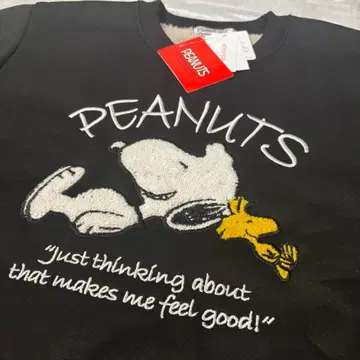 PEANUTS
PEANUTS
"Just thinking about
that makes me feel good!"